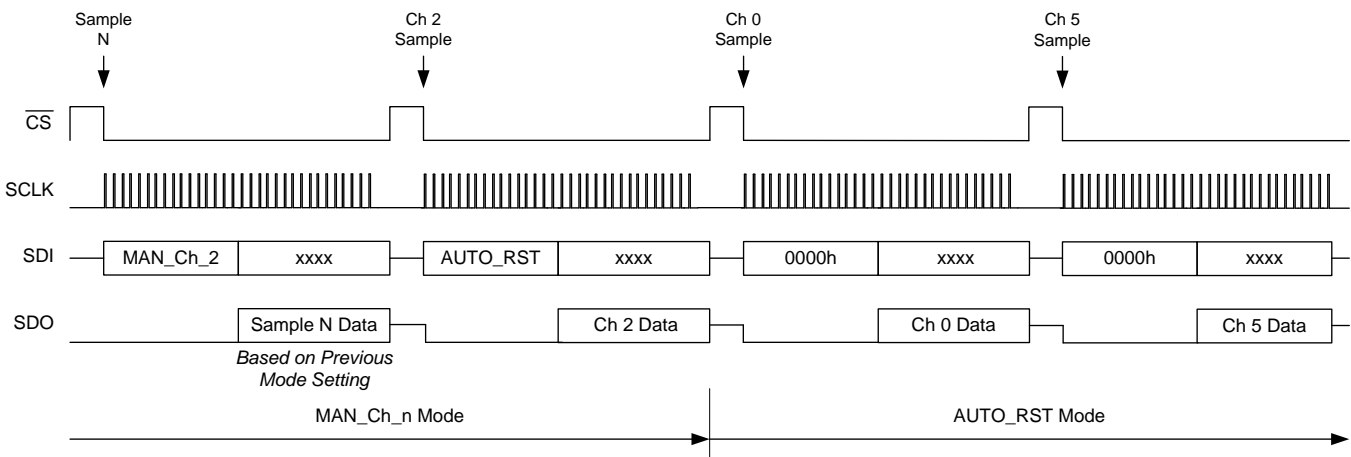 Sample
N
Ch 2
Sample
Ch 0
Sample
Ch 5
Sample
CS
SCLK
SDI
MAN_Ch_2
xxxx
AUTO_RST
xxxx
0000h
xxxx
0000h
xxxx
SDO
Sample N Data
Ch 2 Data
Ch 0 Data
Ch 5 Data
Based on Previous
Mode Setting
MAN_Ch_n Mode
AUTO_RST Mode